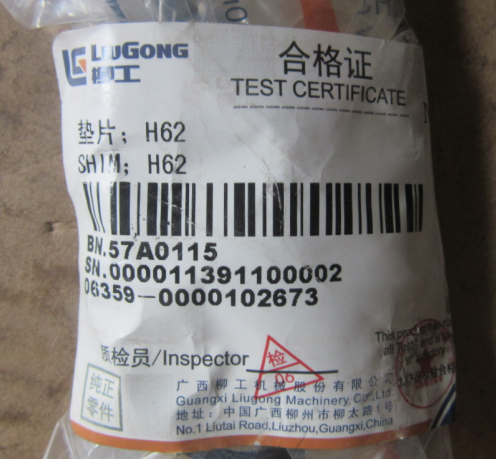 LIUGONG
柳工
合格证
TEST CERTIFICATE
垫片；H62
SHIM；H62
BN.57A0115
SN.000011391100002
06359-0000102673
质检员/Inspector
检
06
纯正
零件
广西柳工机械股份有限公司
Guangxi Liugong Machinery Co.,Ltd.
地址：中国广西柳州市柳太路1号
No.1 Liutai Road,Liuzhou,Guangxi,China
This